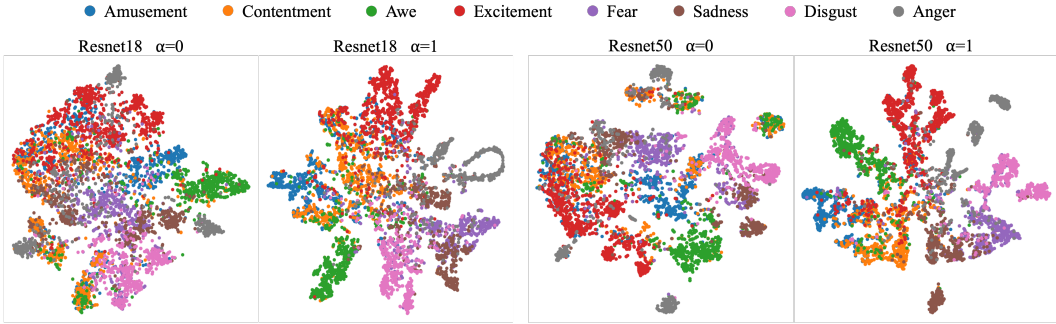 Amusement Contentment Awe Excitement Fear Sadness Disgust Anger
Resnet18 α=0 Resnet18 α=1 Resnet50 α=0 Resnet50 α=1